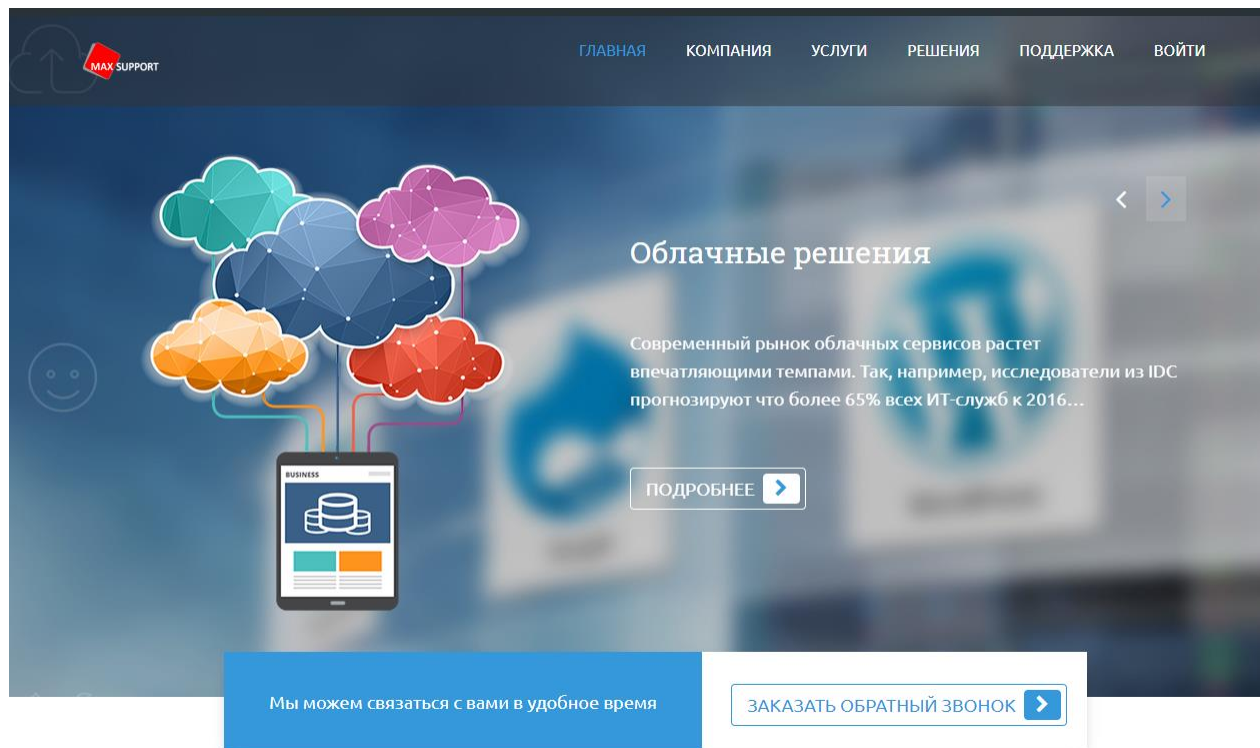 MAX SUPPORT
ГЛАВНАЯ КОМПАНИЯ УСЛУГИ РЕШЕНИЯ ПОДДЕРЖКА ВОЙТИ
Облачные решения
Современный рынок облачных сервисов растет
впечатляющими темпами. Так, например, исследователи из IDC
прогнозируют что более 65% всех ИТ-служб к 2016...
ПОДРОБНЕЕ
BUSINESS
Мы можем связаться с вами в удобное время
ЗАКАЗАТЬ ОБРАТНЫЙ ЗВОНОК